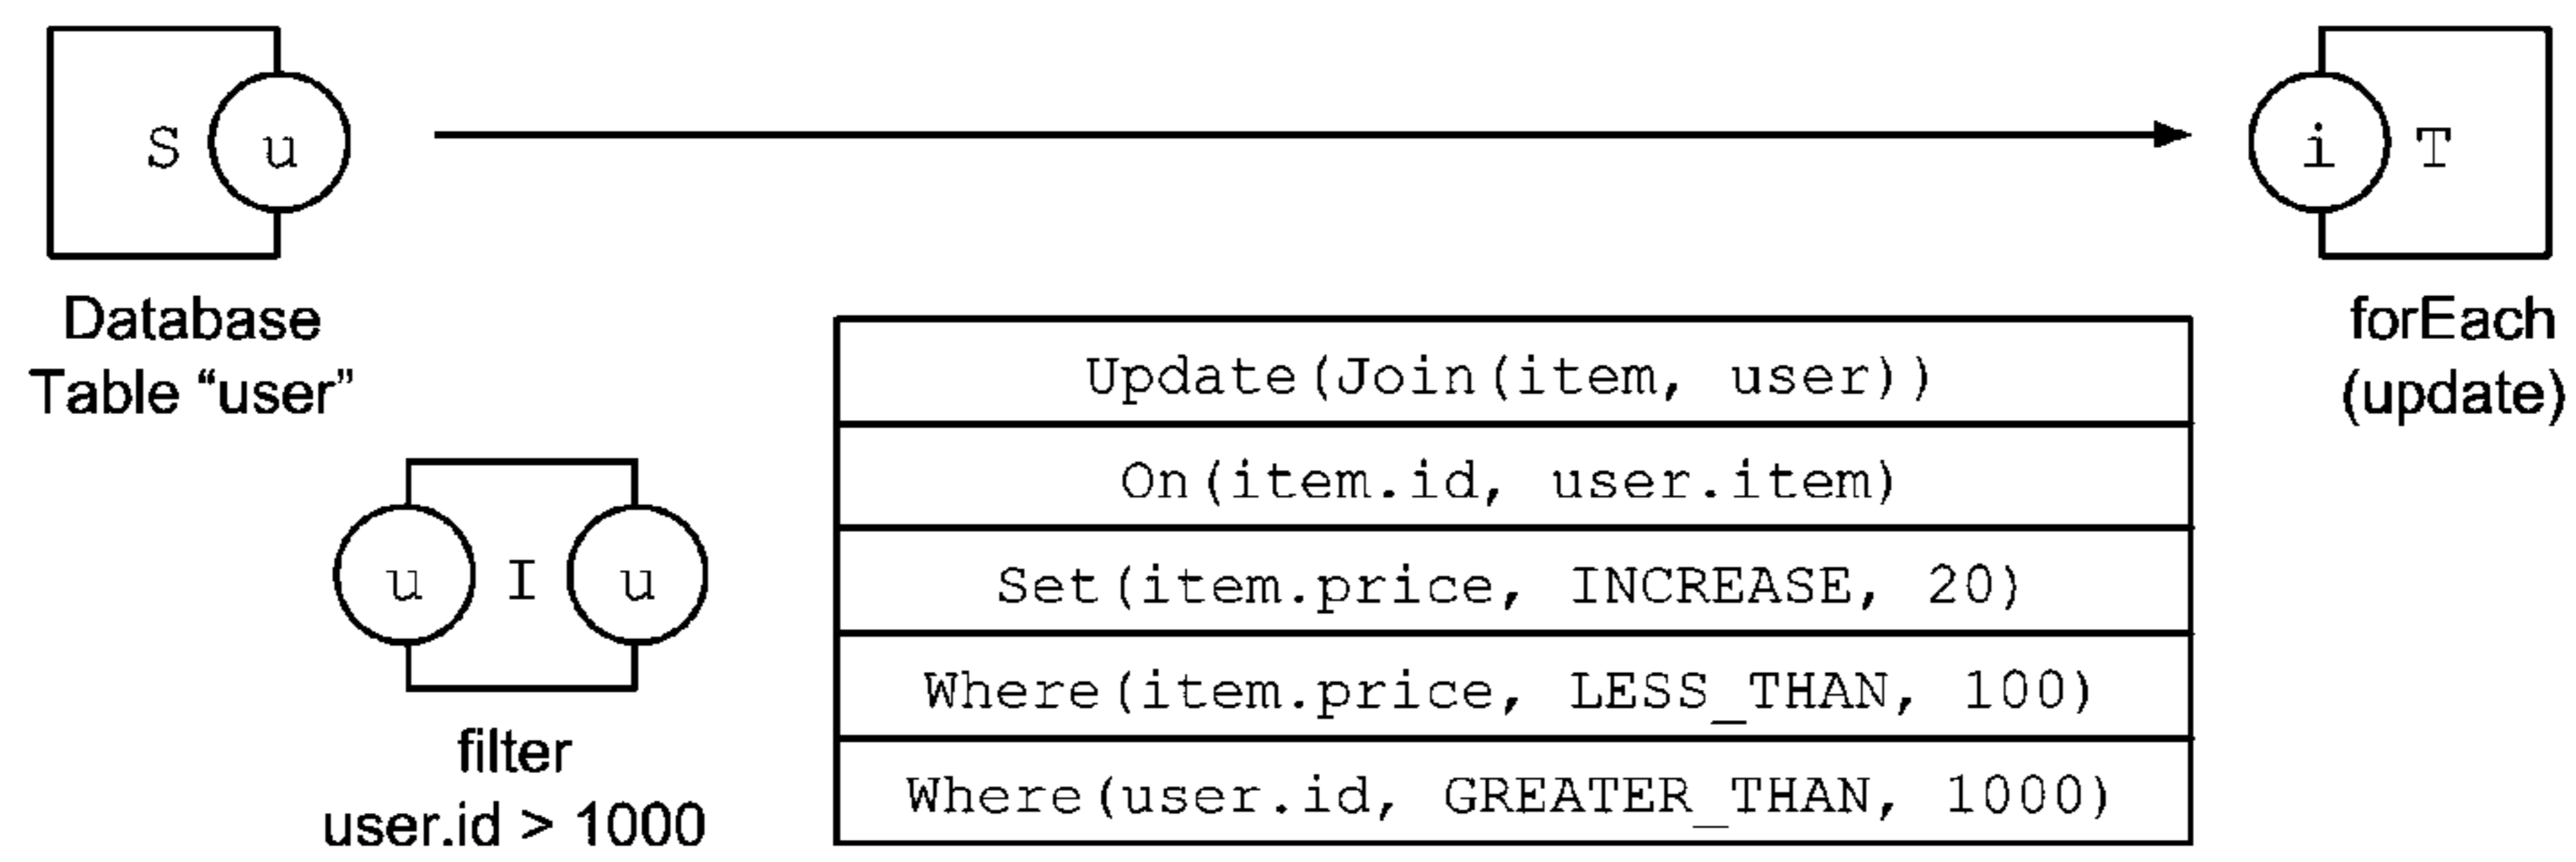 S u
i T
Database
Table “user”
forEach
(update)
Update(Join(item, user))
On(item.id, user.item)
Set(item.price, INCREASE, 20)
Where(item.price, LESS_THAN, 100)
Where(user.id, GREATER_THAN, 1000)
u I u
filter
user.id > 1000